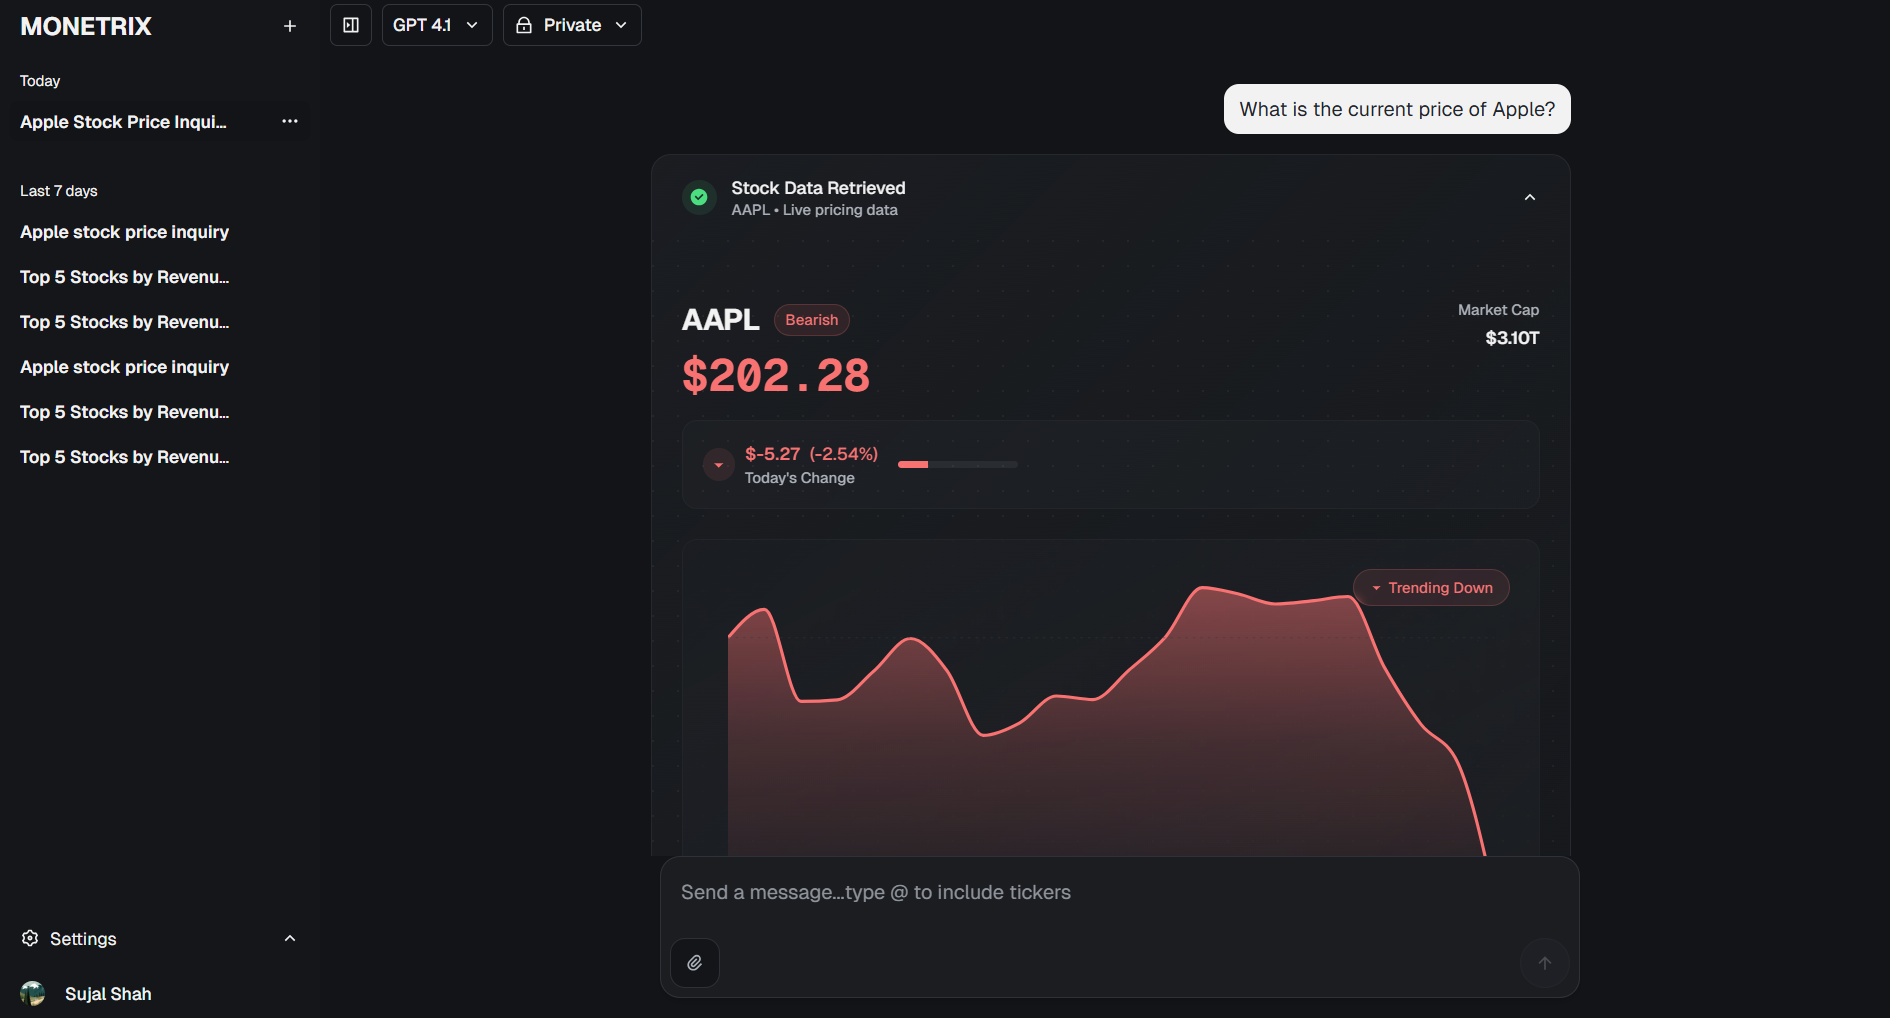 MONETRIX
Today
Apple Stock Price Inqui...
Last 7 days
Apple stock price inquiry
Top 5 Stocks by Revenu...
Top 5 Stocks by Revenu...
Apple stock price inquiry
Top 5 Stocks by Revenu...
Top 5 Stocks by Revenu...
Settings
Sujal Shah
GPT 4.1
Private
What is the current price of Apple?
Stock Data Retrieved
AAPL • Live pricing data
AAPL
Bearish
$202.28
Market Cap
$3.10T
$-5.27 (-2.54%)
Today's Change
Trending Down
Send a message...type @ to include tickers